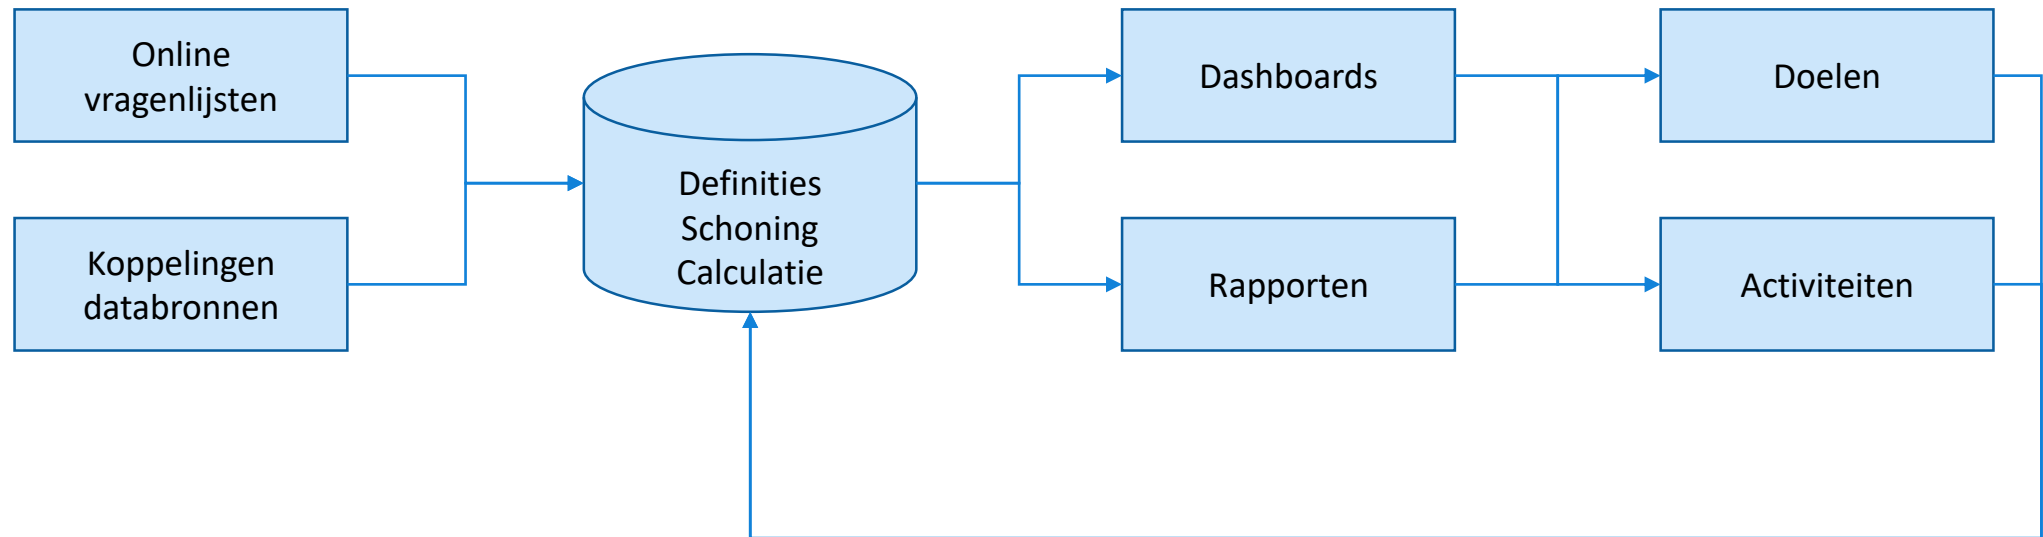 Online
vragenlijsten
Koppelingen
databronnen
Definities
Schoning
Calculatie
Dashboards
Rapporten
Doelen
Activiteiten